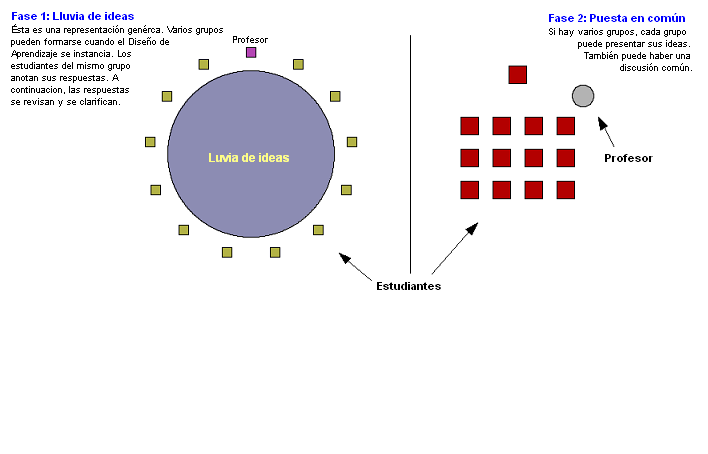 Fase 1: Lluvia de ideas
Ésta es una representación genérca. Varios grupos
pueden formarse cuando el Diseño de
Aprendizaje se instancia. Los
estudiantes del mismo grupo
anotan sus respuestas. A
continuacion, las respuestas
se revisan y se clarifican.
Profesor
Luvia de ideas
Fase 2: Puesta en común
Si hay varios grupos, cada grupo
puede presentar sus ideas.
También puede haber una
discusión común.
Profesor
Estudiantes